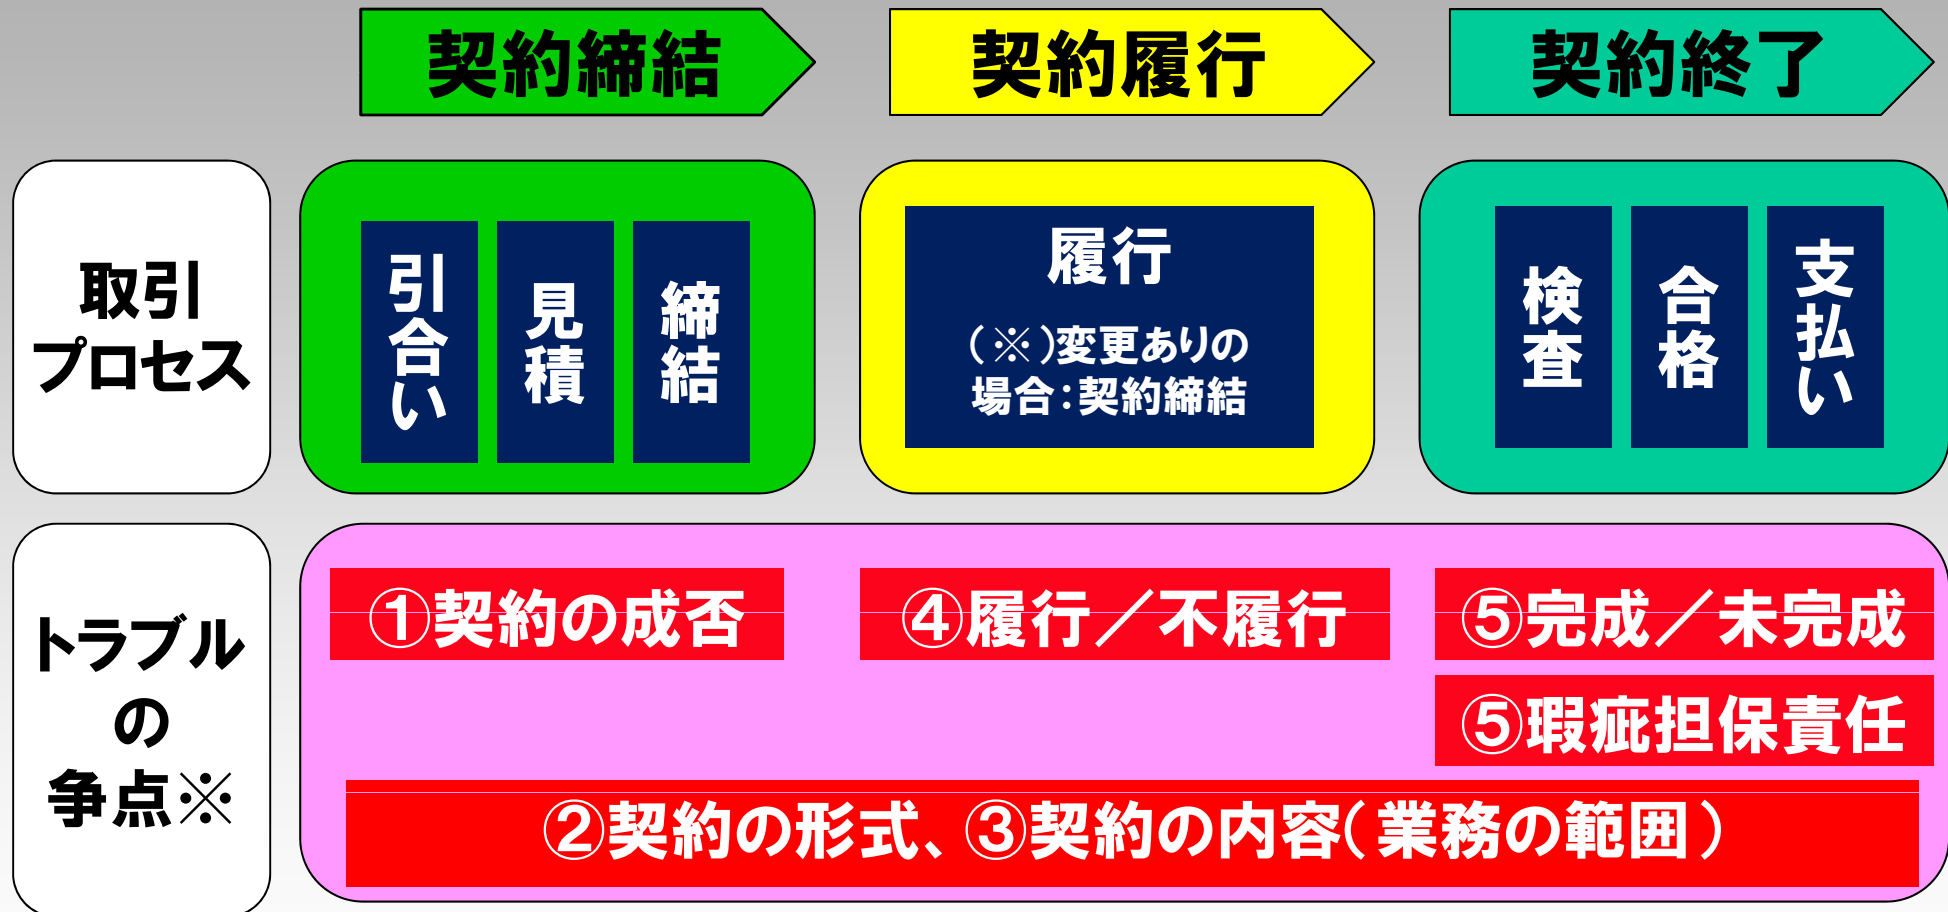 契約締結
契約履行
契約終了
取引
プロセス
引合い
見積
締結
履行
(※)変更ありの
場合:契約締結
検査
合格
支払い
トラブル
の
争点※
①契約の成否
④履行／不履行
⑤完成／未完成
⑤瑕疵担保責任
②契約の形式、③契約の内容(業務の範囲)